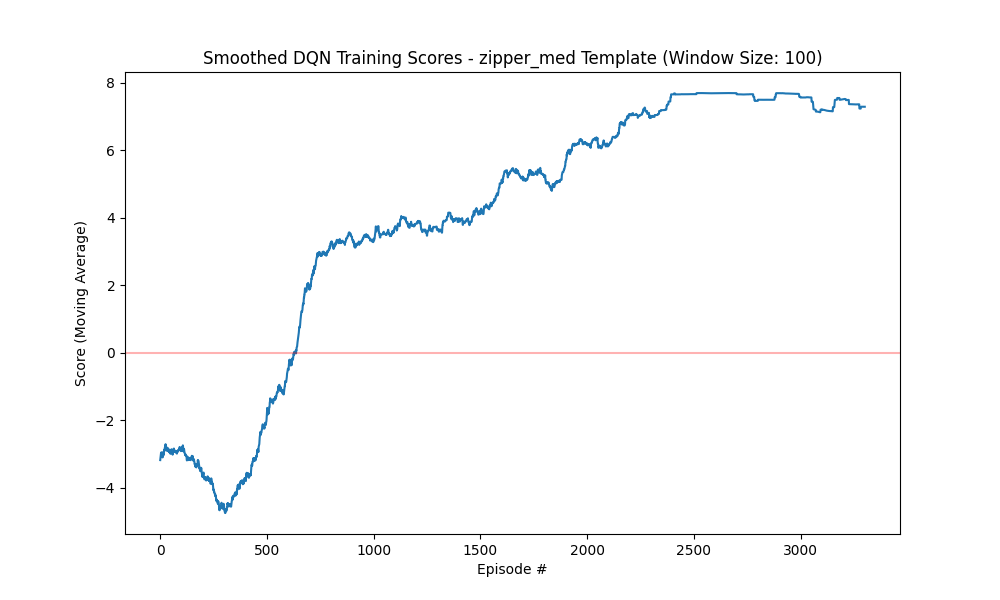 Smoothed DQN Training Scores - zipper_med Template (Window Size: 100)
8
6
4
2
0
−2
−4
Score (Moving Average)
0 500 1000 1500 2000 2500 3000
Episode #